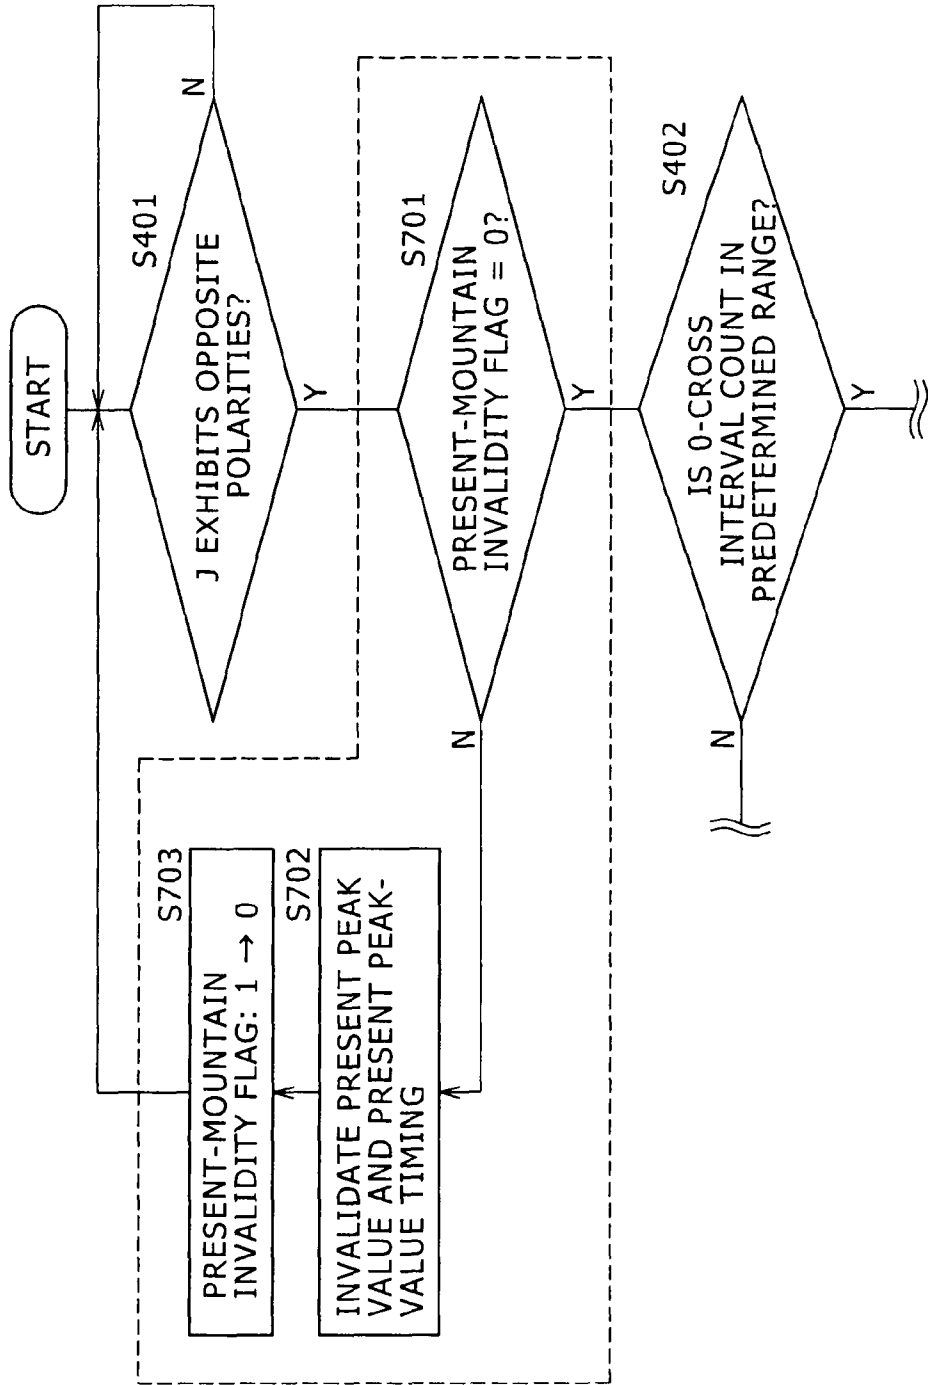 START
S401
J EXHIBITS OPPOSITE
POLARITIES?
N
Y
S701
PRESENT-MOUNTAIN
INVALIDITY FLAG = 0?
N
Y
S703
PRESENT-MOUNTAIN
INVALIDITY FLAG: 1 → 0
S702
INVALIDATE PRESENT PEAK
VALUE AND PRESENT PEAK-
VALUE TIMING
S402
IS 0-CROSS
INTERVAL COUNT IN
PREDETERMINED RANGE?
N
Y